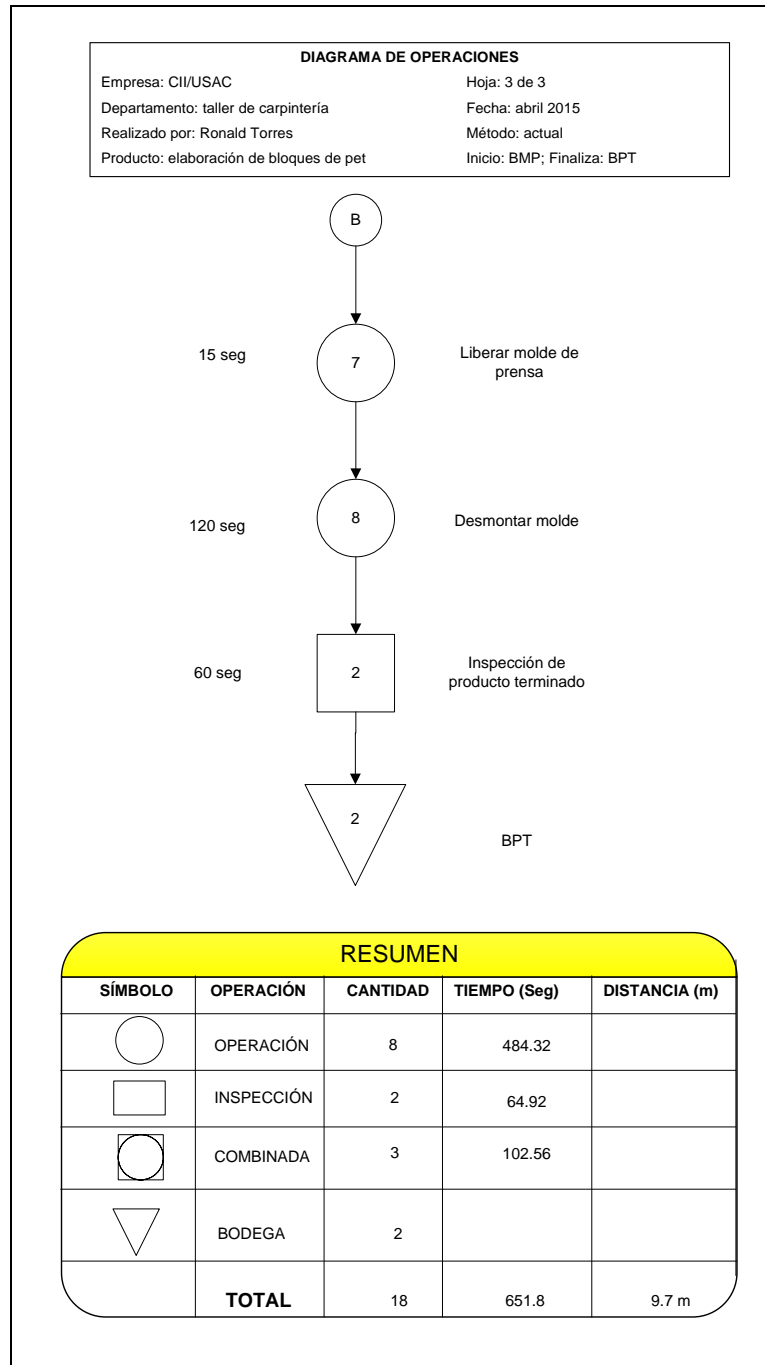 DIAGRAMA DE OPERACIONES
Empresa: CII/USAC
Hoja: 3 de 3
Departamento: taller de carpintería
Fecha: abril 2015
Realizado por: Ronald Torres
Método: actual
Producto: elaboración de bloques de pet
Inicio: BMP; Finaliza: BPT
B
15 seg
7
Liberar molde de
prensa
120 seg
8
Desmontar molde
60 seg
2
Inspección de
producto terminado
2
BPT
RESUMEN
SÍMBOLO OPERACIÓN CANTIDAD TIEMPO (Seg) DISTANCIA (m)
OPERACIÓN 8 484.32
INSPECCIÓN 2 64.92
COMBINADA 3 102.56
BODEGA 2
TOTAL 18 651.8 9.7 m